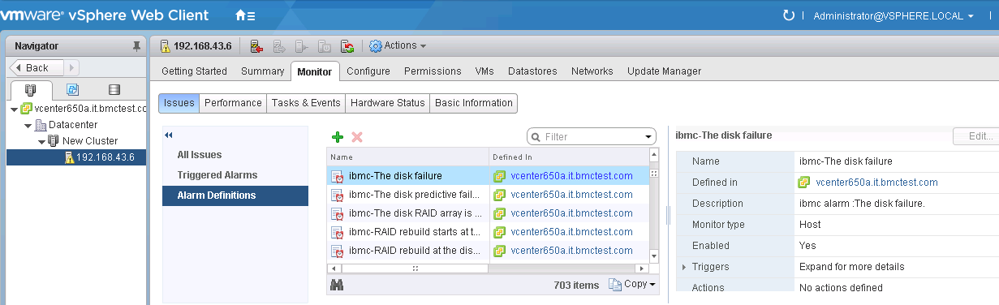 vmware® vSphere Web Client
Administrator@VSPHERE.LOCAL
Navigator
Back
vcenter650a.it.bmctest.co
Datacenter
New Cluster
192.168.43.6
192.168.43.6
Actions
Getting Started Summary Monitor Configure Permissions VMs Datastores Networks Update Manager
Issues Performance Tasks & Events Hardware Status Basic Information
All Issues
Triggered Alarms
Alarm Definitions
Filter
Name Defined In
ibmc-The disk failure vcenter650a.it.bmctest.com
ibmc-The disk predictive fail... vcenter650a.it.bmctest.com
ibmc-The disk RAID array is ... vcenter650a.it.bmctest.com
ibmc-RAID rebuild starts at t... vcenter650a.it.bmctest.com
ibmc-RAID rebuild at the dis... vcenter650a.it.bmctest.com
703 items Copy
ibmc-The disk failure Edit...
Name ibmc-The disk failure
Defined in vcenter650a.it.bmctest.com
Description ibmc alarm :The disk failure.
Monitor type Host
Enabled Yes
Triggers Expand for more details
Actions No actions defined